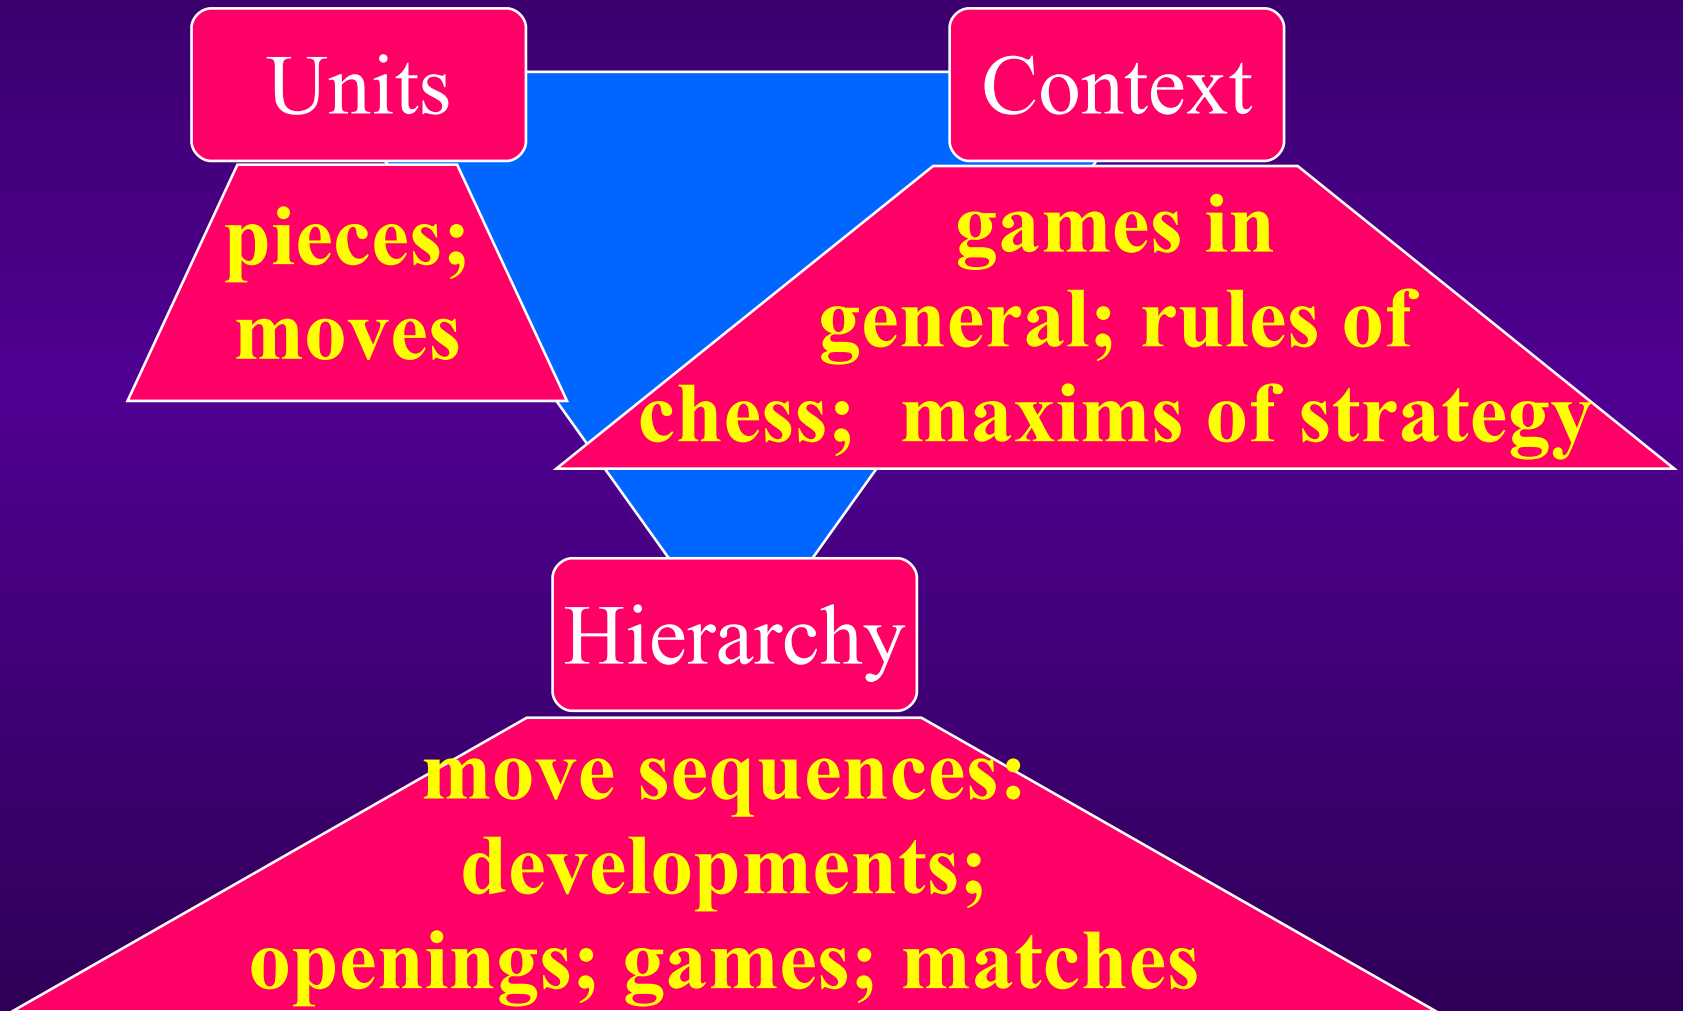 Units
pieces;
moves
Context
games in
general; rules of
chess;  maxims of strategy
Hierarchy
move sequences:
developments;
openings; games; matches